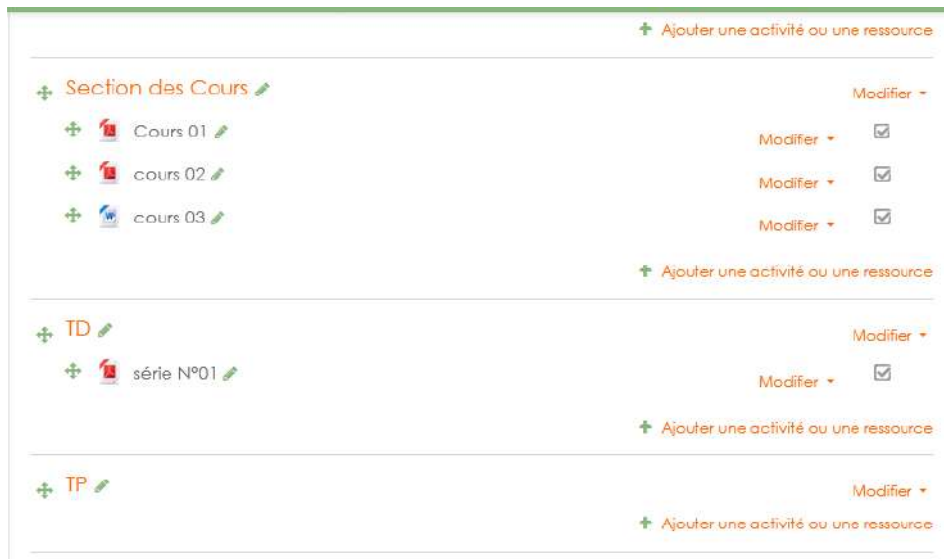 Ajouter une activité ou une ressource
Section des Cours
Modifier
Cours 01
Modifier
cours 02
Modifier
cours 03
Modifier
Ajouter une activité ou une ressource
TD
Modifier
série N°01
Modifier
Ajouter une activité ou une ressource
TP
Modifier
Ajouter une activité ou une ressource